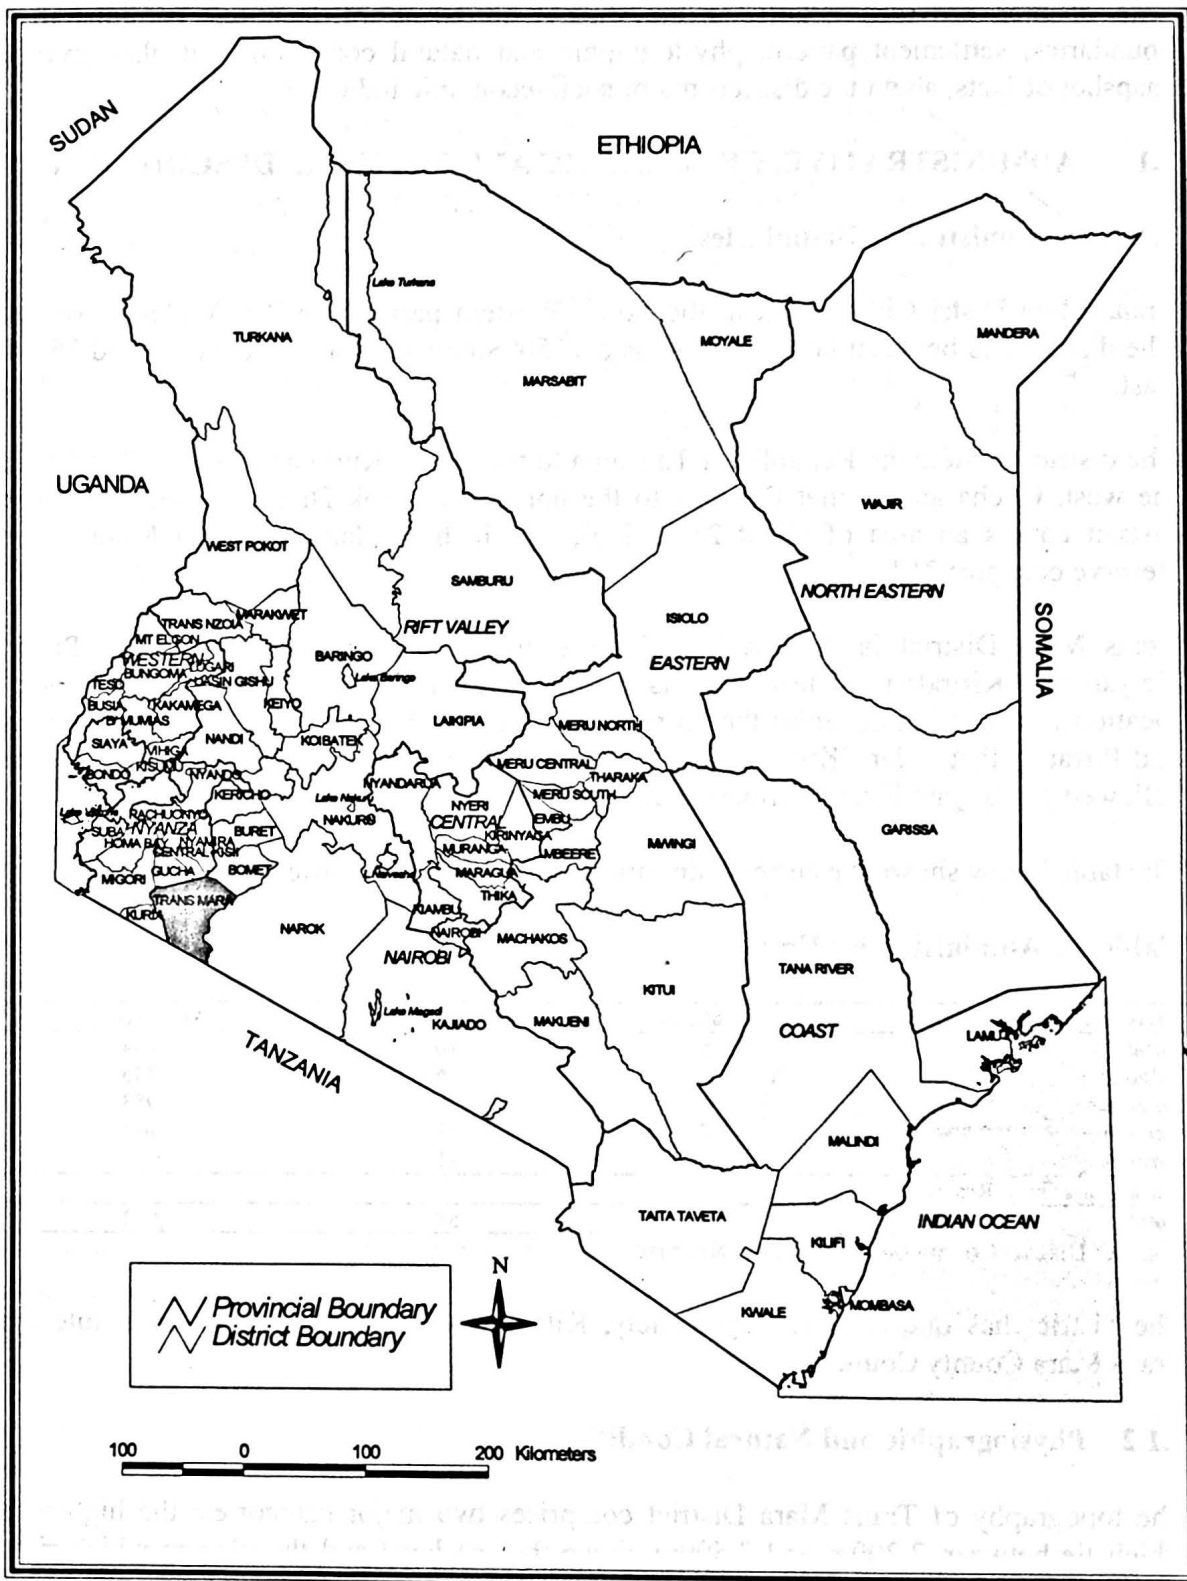 SUDAN
ETHIOPIA
Lake Turkana
TURKANA
MOYALE
MANDERA
MARSABIT
UGANDA
WAJIR
WEST POKOT
SAMBURU
NORTH EASTERN
SOMALIA
ISIOLO
MARAKWET
TRANS NZOIA
RIFT VALLEY
MT ELGON
WESTERN
BARINGO
EASTERN
BUNGOMA
LUGARI
Lake Baringo
TESO
UASIN GISHU
BUSIA
KAKAMEGA
KEIYO
LAIKIPIA
MERU NORTH
B/MUMIAS
SIAYA
NANDI
KOIBATEK
VIHIGA
MERU CENTRAL
KISUMU
BONDO
NYANDO
NYANDARUA
THARAKA
KERICHO
MERU SOUTH
Lake Nakuru
NYERI
Lake Victoria
RACHUONYO
NAKURU
CENTRAL
EMBU
GARISSA
SUBA
NYANZA
BURET
KIRINYAGA
HOMA BAY
NYAMIRA
MURANGA
MBEERE
MWINGI
CENTRAL KISII
GUCHA
BOMET
L.Naivasha
MARAGUA
MIGORI
TRANS MARA
THIKA
KURIA
KIAMBU
NAROK
NAIROBI
MACHAKOS
NAIROBI
TANA RIVER
KITUI
Lake Magadi
KAJIADO
MAKUENI
COAST
LAMU
TANZANIA
MALINDI
TAITA TAVETA
INDIAN OCEAN
KILIFI
KWALE
MOMBASA
N
Provincial Boundary
District Boundary
100 0 100 200 Kilometers